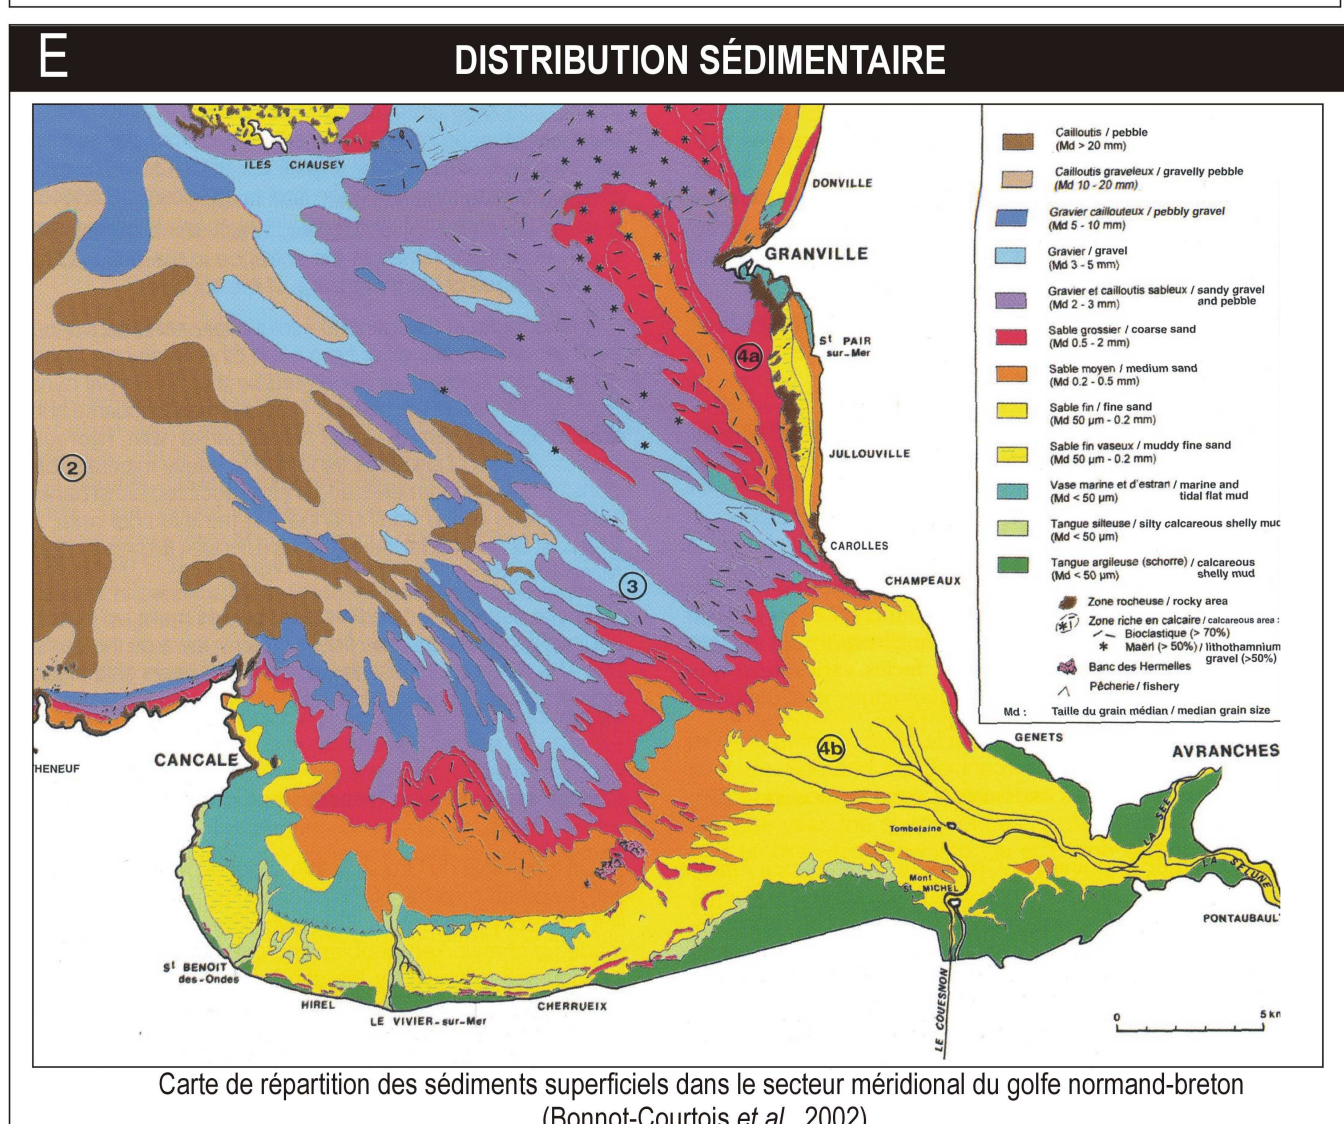 E
DISTRIBUTION SÉDIMENTAIRE
ILES CHAUSEY
DONVILLE
GRANVILLE
St PAIR
sur-Mer
4a
JULLOUVILLE
2
CAROLLES
3
CHAMPEAUX
4b
GENETS
AVRANCHES
CANCALE
HENEUF
Tombelaine
LA SÉE
LA SÉLUNE
Mont
St MICHEL
PONTAUBAUL
St BENOIT
des-Ondes
HIREL
CHERRUEIX
LE VIVIER-sur-Mer
LE COUESNON
Cailloutis / pebble
(Md > 20 mm)
Cailloutis graveleux / gravelly pebble
(Md 10 - 20 mm)
Gravier caillouteux / pebbly gravel
(Md 5 - 10 mm)
Gravier / gravel
(Md 3 - 5 mm)
Gravier et cailloutis sableux / sandy gravel
(Md 2 - 3 mm) and pebble
Sable grossier / coarse sand
(Md 0.5 - 2 mm)
Sable moyen / medium sand
(Md 0.2 - 0.5 mm)
Sable fin / fine sand
(Md 50 µm - 0.2 mm)
Sable fin vaseux / muddy fine sand
(Md 50 µm - 0.2 mm)
Vase marine et d'estran / marine and
(Md < 50 µm) tidal flat mud
Tangue silteuse / silty calcareous shelly muc
(Md < 50 µm)
Tangue argileuse (schorre) / calcareous
(Md < 50 µm) shelly mud
Zone rocheuse / rocky area
Zone riche en calcaire / calcareous area :
Bioclastique (> 70%)
* Maërl (> 50%) / lithothamnium
gravel (>50%)
Banc des Hermelles
Pêcherie / fishery
Md : Taille du grain médian / median grain size
0 5 km
Carte de répartition des sédiments superficiels dans le secteur méridional du golfe normand-breton
(Bonnot-Courtois et al., 2002)